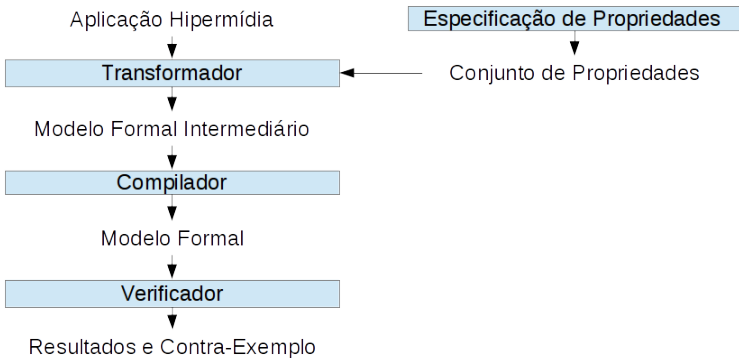 Aplicação Hipermídia
Especificação de Propriedades
Transformador
Conjunto de Propriedades
Modelo Formal Intermediário
Compilador
Modelo Formal
Verificador
Resultados e Contra-Exemplo